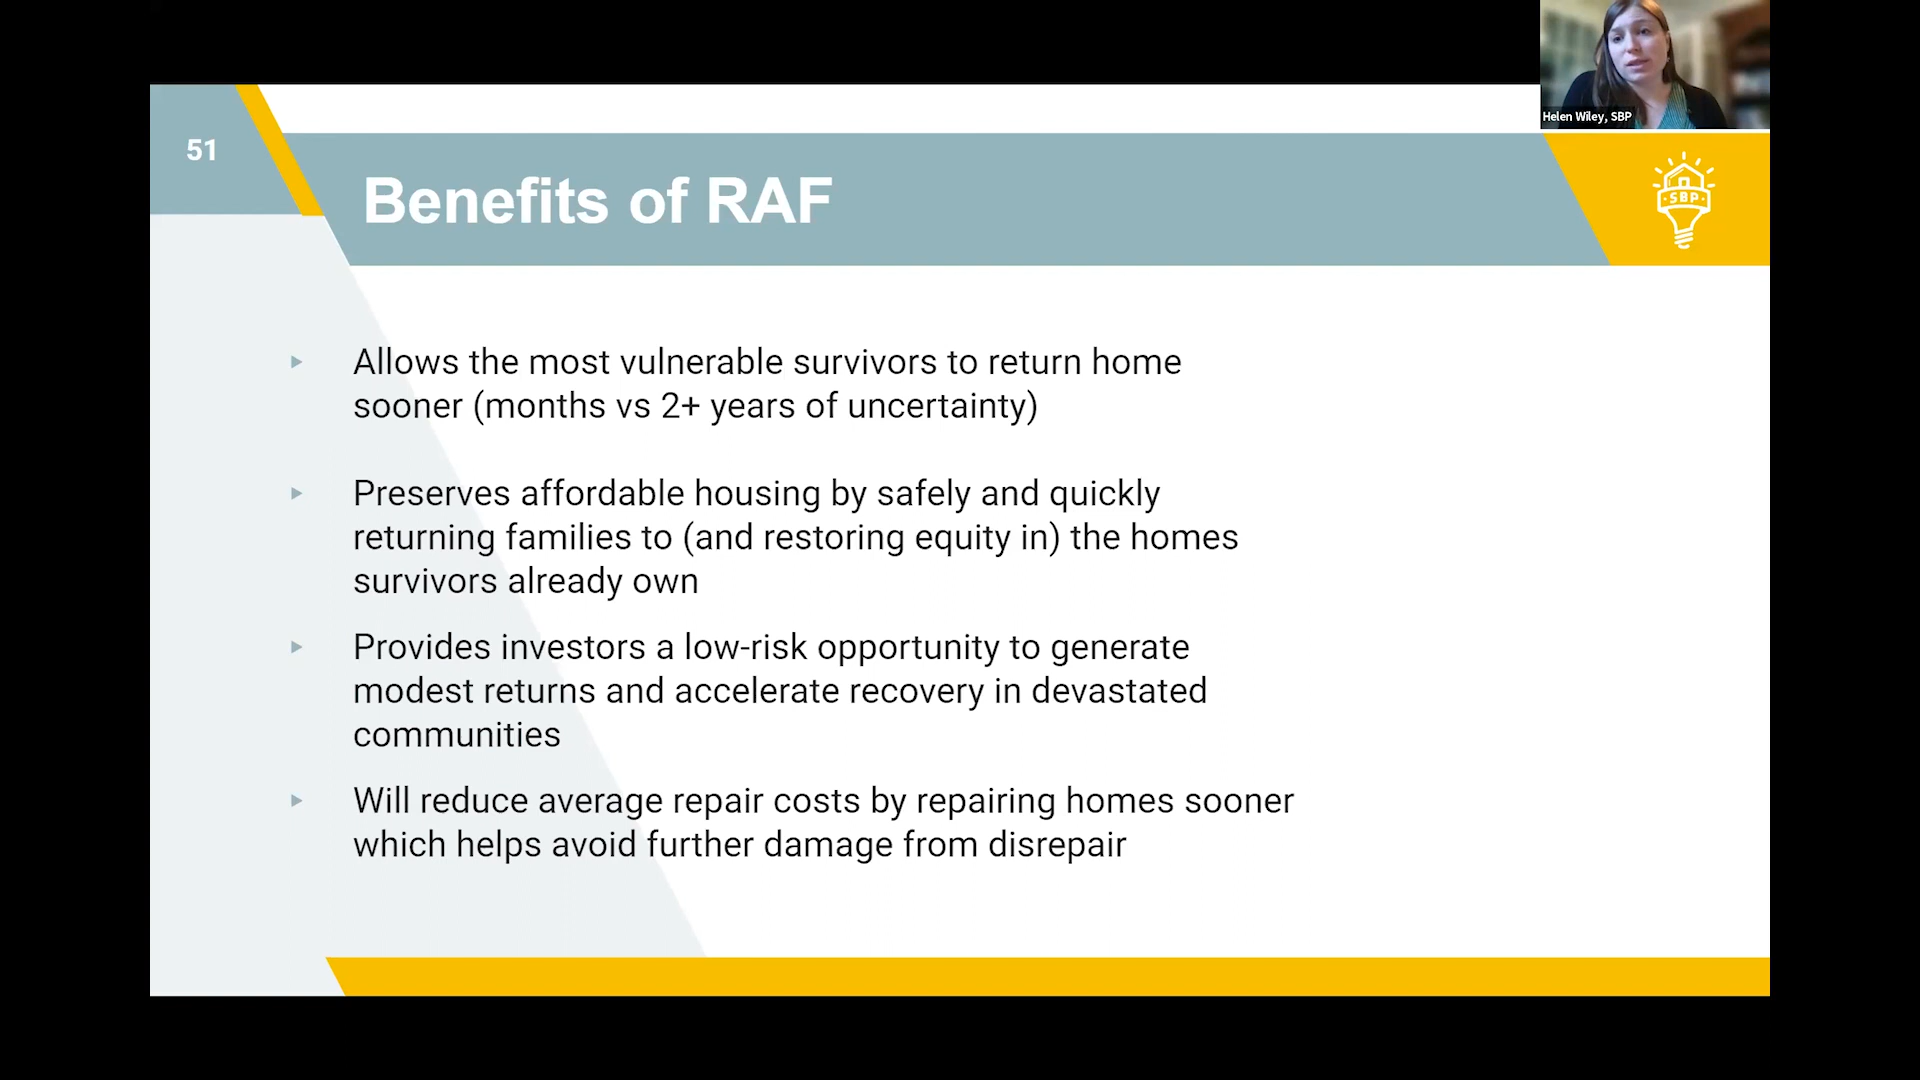 Helen Wiley, SBP
51
Benefits of RAF
SBP
Allows the most vulnerable survivors to return home
sooner (months vs 2+ years of uncertainty)
Preserves affordable housing by safely and quickly
returning families to (and restoring equity in) the homes
survivors already own
Provides investors a low-risk opportunity to generate
modest returns and accelerate recovery in devastated
communities
Will reduce average repair costs by repairing homes sooner
which helps avoid further damage from disrepair